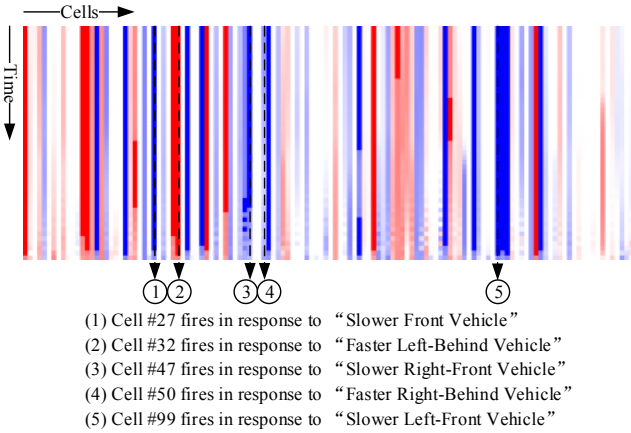 Cells
Time
1 2 3 4 5
(1) Cell #27 fires in response to “Slower Front Vehicle”
(2) Cell #32 fires in response to “Faster Left-Behind Vehicle”
(3) Cell #47 fires in response to “Slower Right-Front Vehicle”
(4) Cell #50 fires in response to “Faster Right-Behind Vehicle”
(5) Cell #99 fires in response to “Slower Left-Front Vehicle”